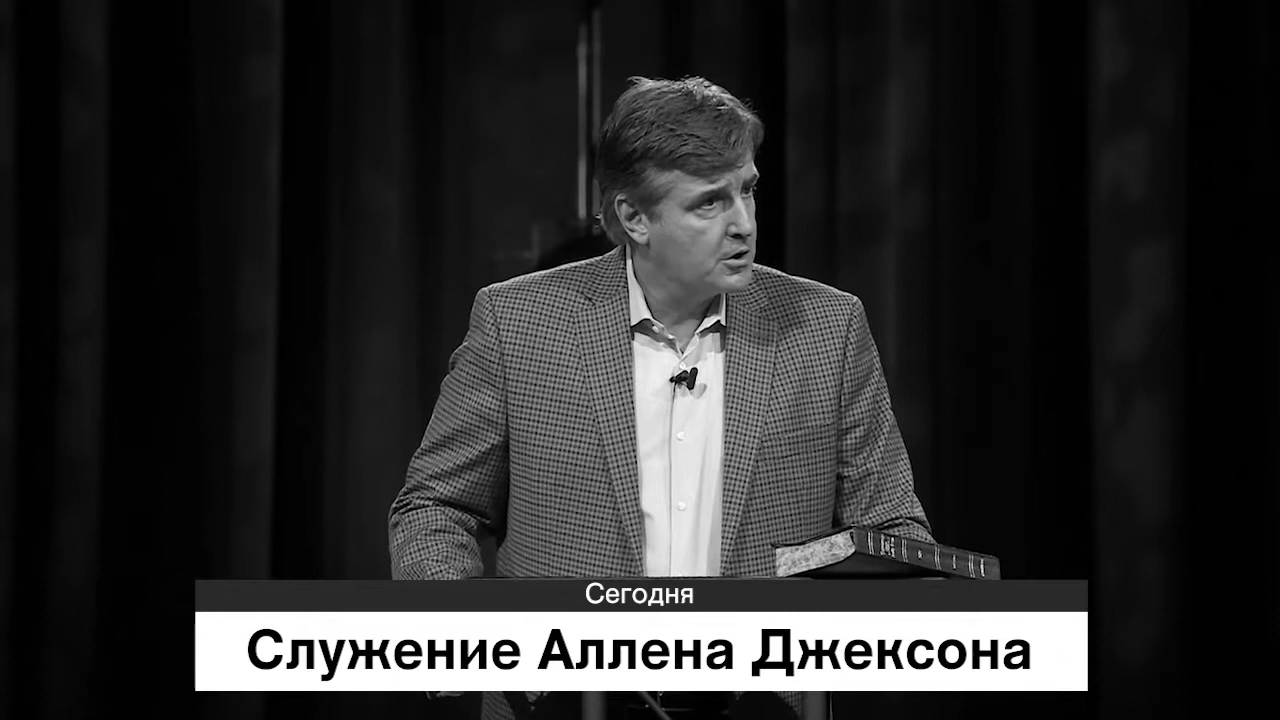 Сегодня
Служение Аллена Джексона